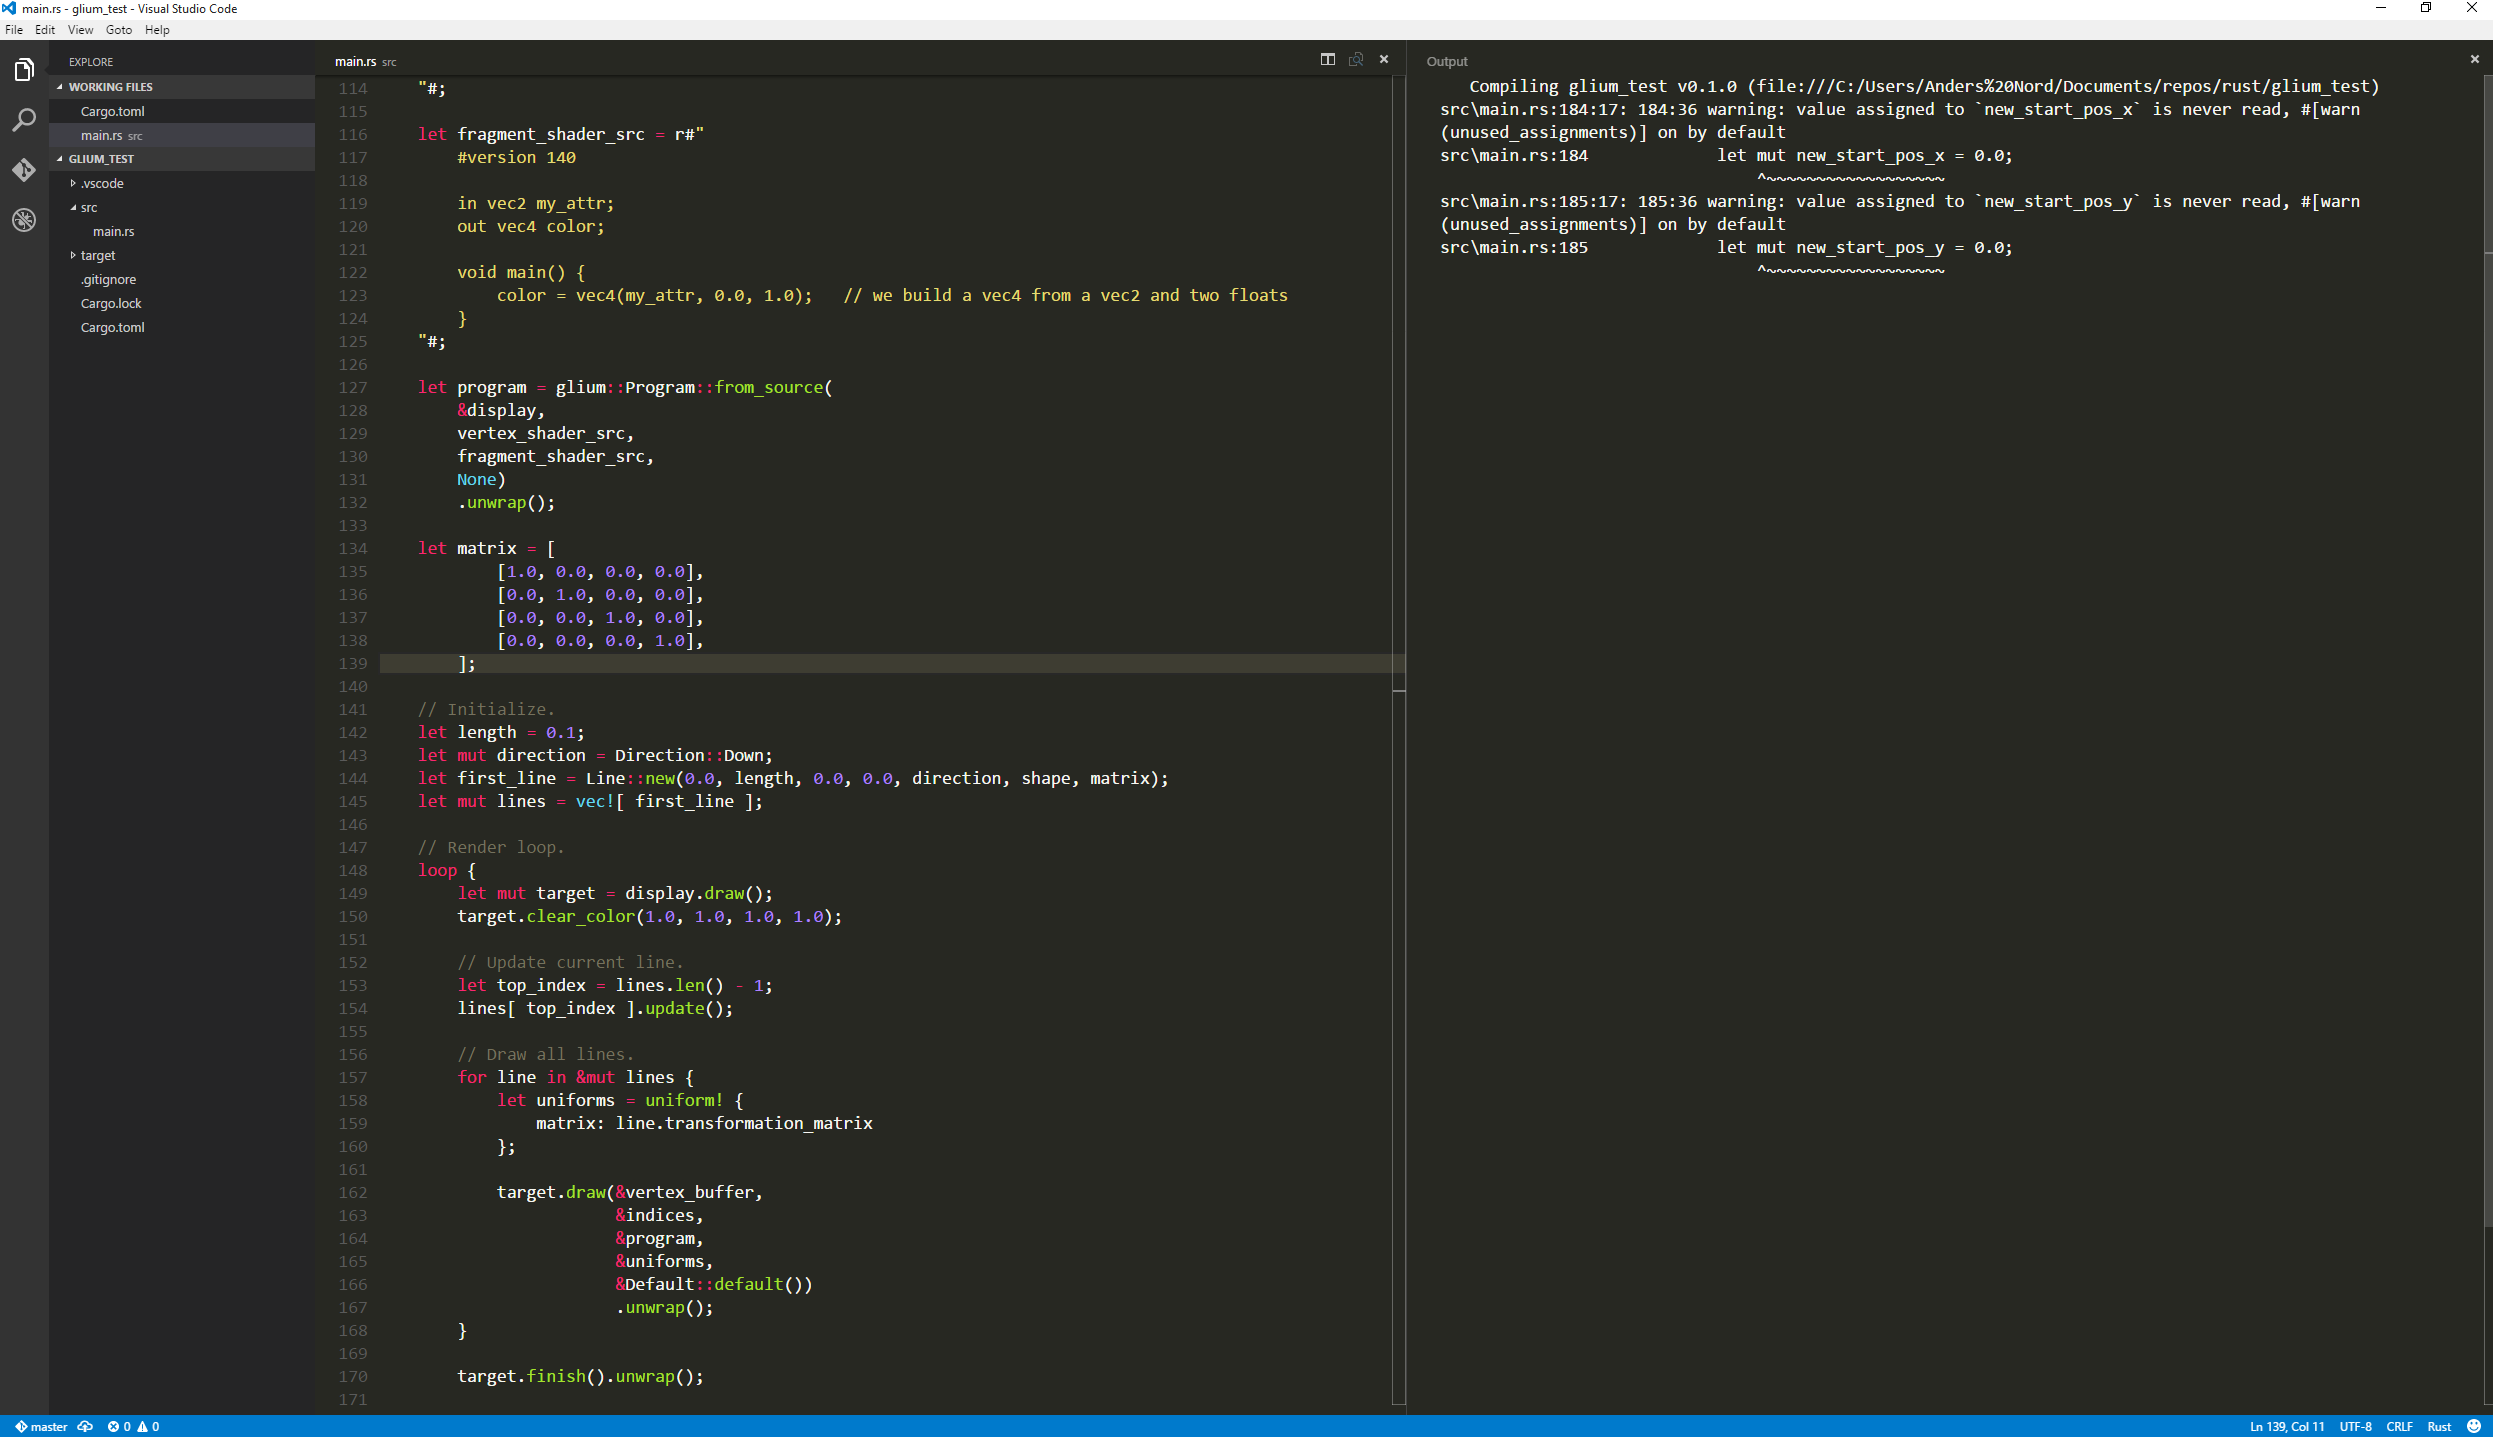 main.rs - glium_test - Visual Studio Code
File Edit View Goto Help
EXPLORE
WORKING FILES
Cargo.toml
main.rs src
GLIUM_TEST
.vscode
src
main.rs
target
.gitignore
Cargo.lock
Cargo.toml
main.rs src
114 "#;
115
116 let fragment_shader_src = r#"
117 #version 140
118
119 in vec2 my_attr;
120 out vec4 color;
121
122 void main() {
123 color = vec4(my_attr, 0.0, 1.0); // we build a vec4 from a vec2 and two floats
124 }
125 "#;
126
127 let program = glium::Program::from_source(
128 &display,
129 vertex_shader_src,
130 fragment_shader_src,
131 None)
132 .unwrap();
133
134 let matrix = [
135 [1.0, 0.0, 0.0, 0.0],
136 [0.0, 1.0, 0.0, 0.0],
137 [0.0, 0.0, 1.0, 0.0],
138 [0.0, 0.0, 0.0, 1.0],
139 ];
140
141 // Initialize.
142 let length = 0.1;
143 let mut direction = Direction::Down;
144 let first_line = Line::new(0.0, length, 0.0, 0.0, direction, shape, matrix);
145 let mut lines = vec![ first_line ];
146
147 // Render loop.
148 loop {
149 let mut target = display.draw();
150 target.clear_color(1.0, 1.0, 1.0, 1.0);
151
152 // Update current line.
153 let top_index = lines.len() - 1;
154 lines[ top_index ].update();
155
156 // Draw all lines.
157 for line in &mut lines {
158 let uniforms = uniform! {
159 matrix: line.transformation_matrix
160 };
161
162 target.draw(&vertex_buffer,
163 &indices,
164 &program,
165 &uniforms,
166 &Default::default())
167 .unwrap();
168 }
169
170 target.finish().unwrap();
171
Output
Compiling glium_test v0.1.0 (file:///C:/Users/Anders%20Nord/Documents/repos/rust/glium_test)
src\main.rs:184:17: 184:36 warning: value assigned to `new_start_pos_x` is never read, #[warn
(unused_assignments)] on by default
src\main.rs:184 let mut new_start_pos_x = 0.0;
^~~~~~~~~~~~~~~~~~~
src\main.rs:185:17: 185:36 warning: value assigned to `new_start_pos_y` is never read, #[warn
(unused_assignments)] on by default
src\main.rs:185 let mut new_start_pos_y = 0.0;
^~~~~~~~~~~~~~~~~~~
master 0 0 Ln 139, Col 11 UTF-8 CRLF Rust